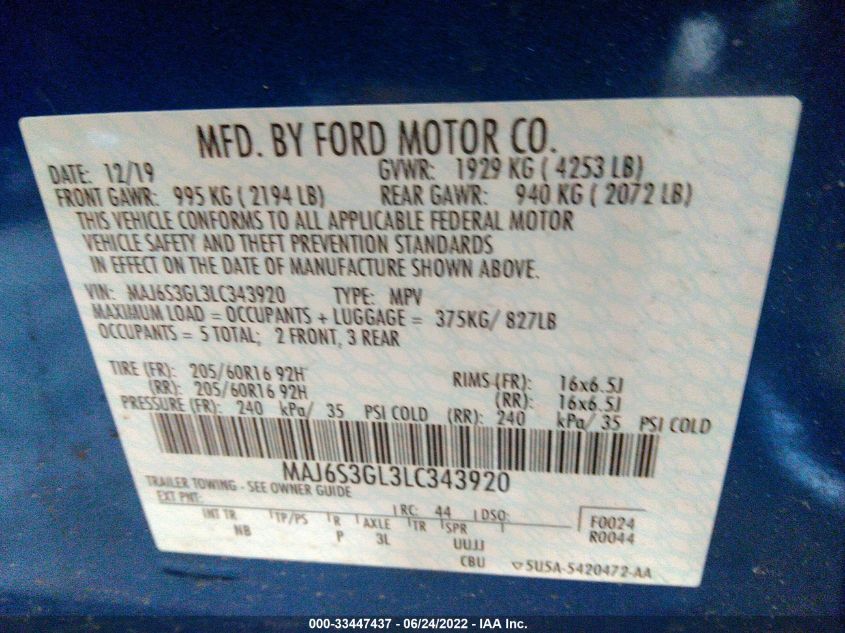 MFD. BY FORD MOTOR CO.
DATE: 12/19 GVWR: 1929 KG ( 4253 LB)
FRONT GAWR: 995 KG ( 2194 LB) REAR GAWR: 940 KG ( 2072 LB)
THIS VEHICLE CONFORMS TO ALL APPLICABLE FEDERAL MOTOR
VEHICLE SAFETY AND THEFT PREVENTION STANDARDS
IN EFFECT ON THE DATE OF MANUFACTURE SHOWN ABOVE.
VIN: MAJ6S3GL3LC343920 TYPE: MPV
MAXIMUM LOAD = OCCUPANTS + LUGGAGE = 375KG/ 827LB
OCCUPANTS = 5 TOTAL; 2 FRONT, 3 REAR
TIRE (FR): 205/60R16 92H RIMS (FR): 16x6.5J
(RR): 205/60R16 92H (RR): 16x6.5J
PRESSURE (FR): 240 kPa/ 35 PSI COLD (RR): 240 kPa/ 35 PSI COLD
MAJ6S3GL3LC343920
TRAILER TOWING - SEE OWNER GUIDE
EXT PNT: RC: 44 DSO: F0024
INT TR TP/PS R AXLE TR SPR R0044
NB P 3L UUJJ
CBU 5U5A-5420472-AA
000-33447437 - 06/24/2022 - IAA Inc.